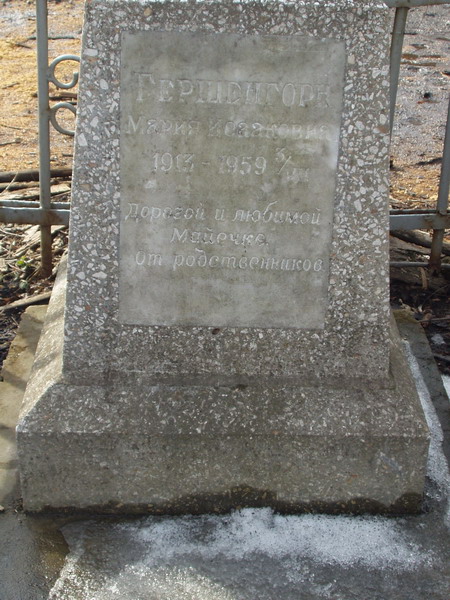 Гершенгорн
Мария Исааковна
1913 - 1959
Дорогой и любимой
Манечке
от родственников